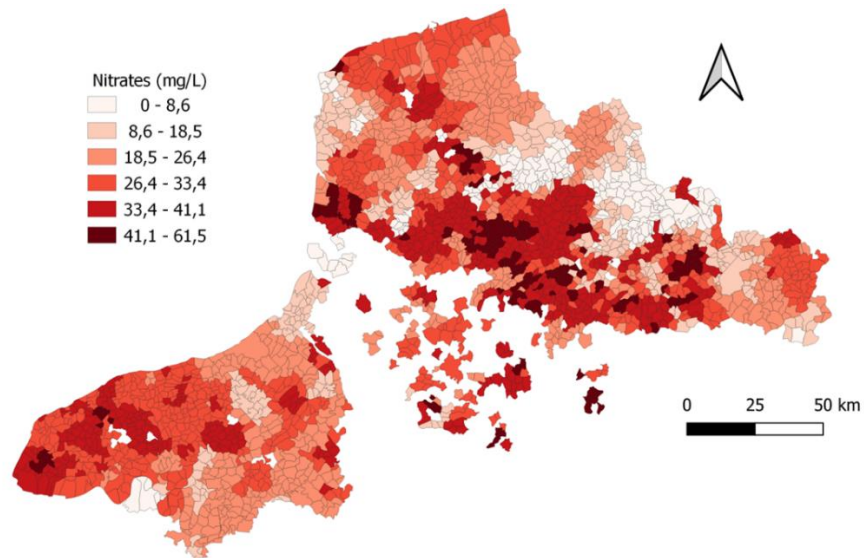 Nitrates (mg/L)
0 - 8,6
8,6 - 18,5
18,5 - 26,4
26,4 - 33,4
33,4 - 41,1
41,1 - 61,5
0 25 50 km